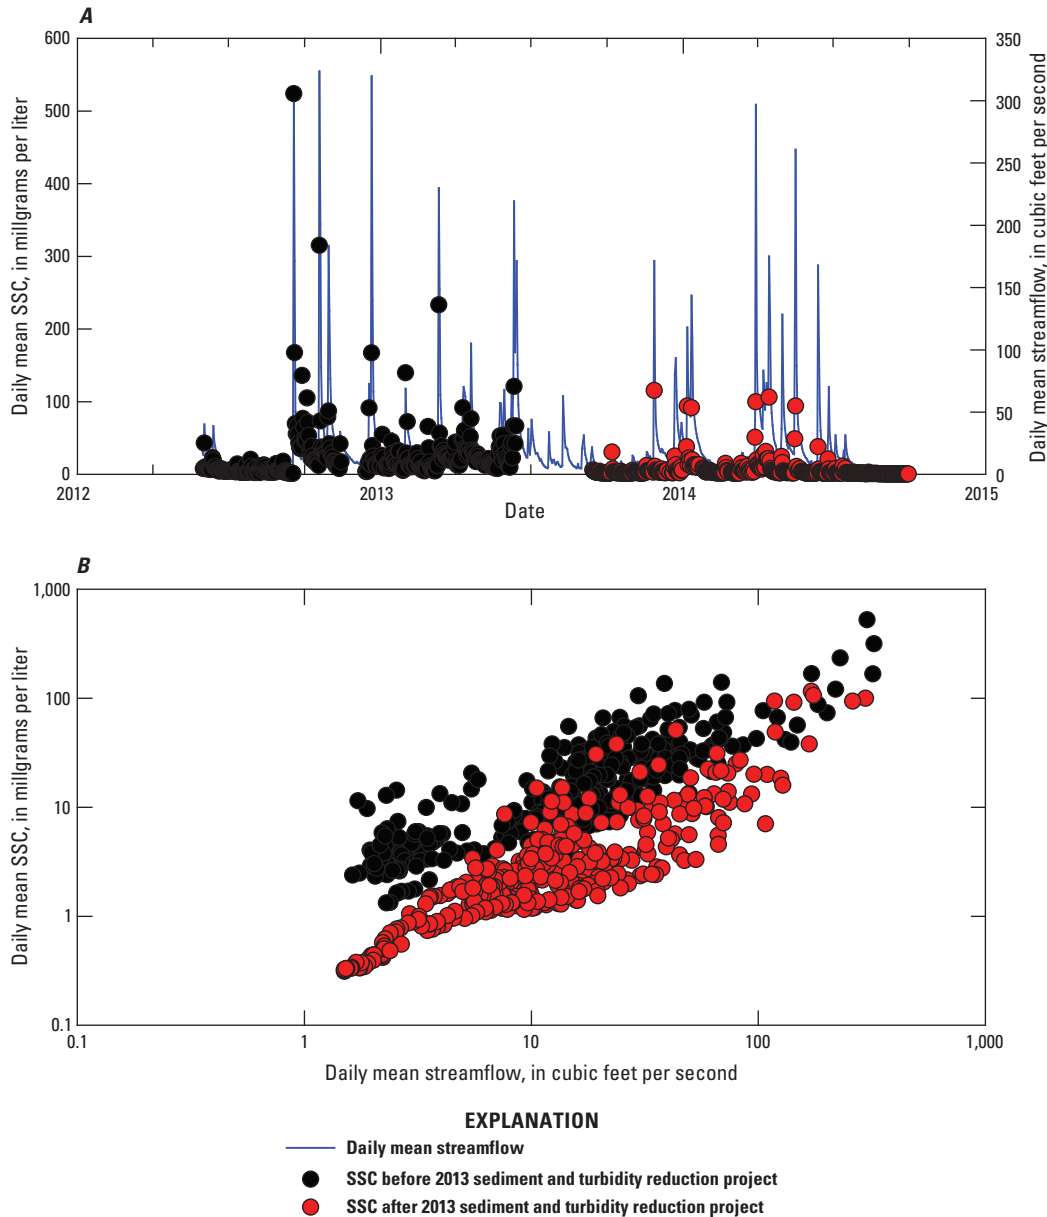 A
600
500
400
300
200
100
0
Daily mean SSC, in millgrams per liter
350
300
250
200
150
100
50
0
Daily mean streamflow, in cubic feet per second
2012
2013
2014
2015
Date
B
1,000
100
10
1
0.1
Daily mean SSC, in millgrams per liter
0.1
1
10
100
1,000
Daily mean streamflow, in cubic feet per second
EXPLANATION
Daily mean streamflow
SSC before 2013 sediment and turbidity reduction project
SSC after 2013 sediment and turbidity reduction project